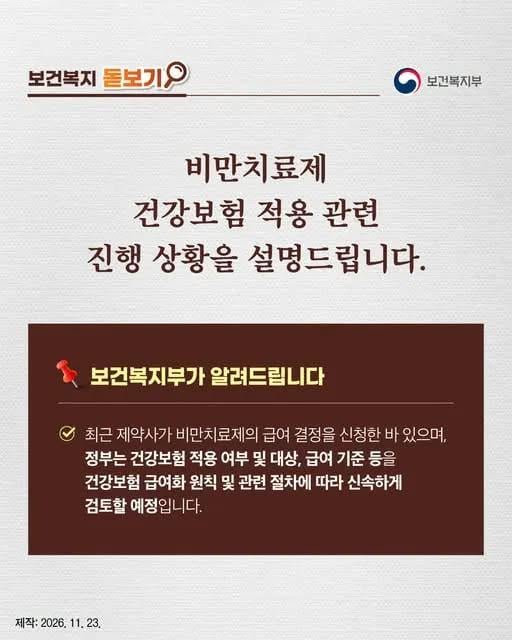 보건복지 돋보기
보건복지부
비만치료제
건강보험 적용 관련
진행 상황을 설명드립니다.
보건복지부가 알려드립니다
최근 제약사가 비만치료제의 급여 결정을 신청한 바 있으며,
정부는 건강보험 적용 여부 및 대상, 급여 기준 등을
건강보험 급여화 원칙 및 관련 절차에 따라 신속하게
검토할 예정입니다.
제작: 2026. 11. 23.